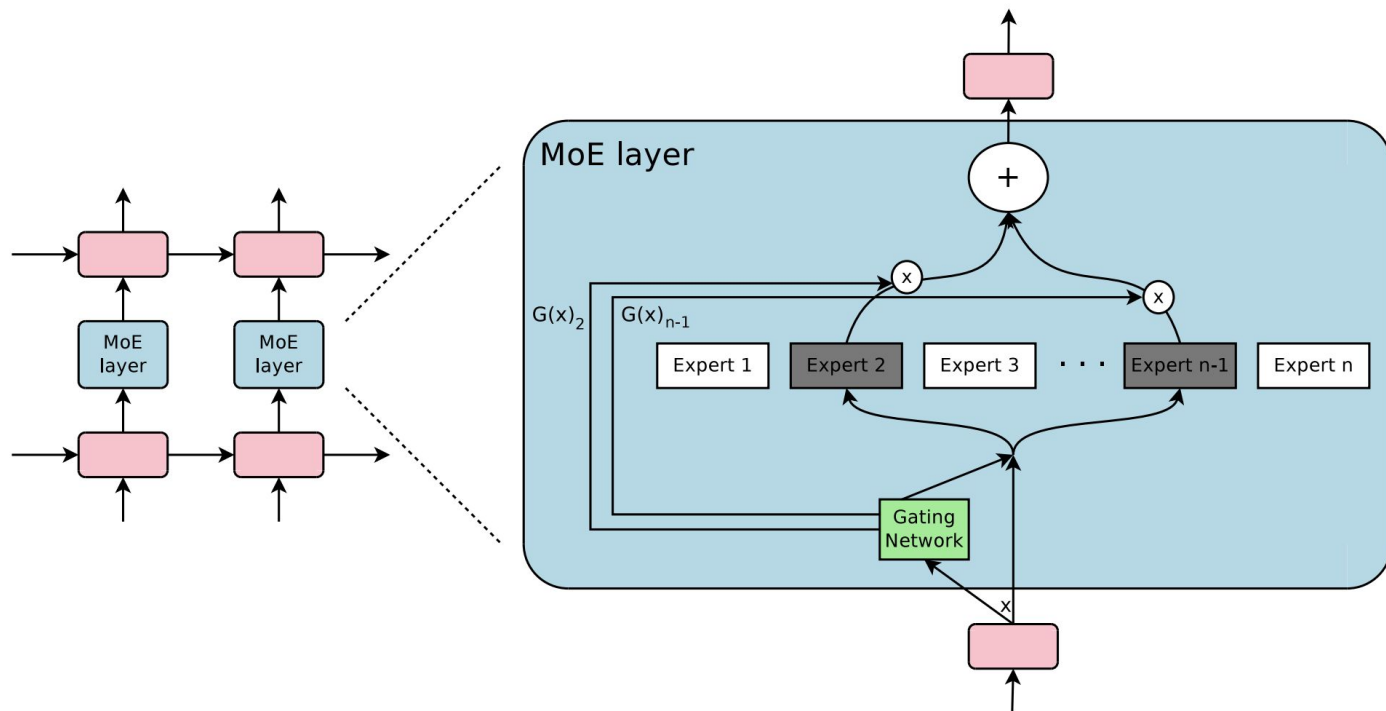 MoE layer
+
x
x
G(x)₂
G(x)ₙ₋₁
MoE
layer
MoE
layer
Expert 1
Expert 2
Expert 3
. . .
Expert n-1
Expert n
Gating
Network
x